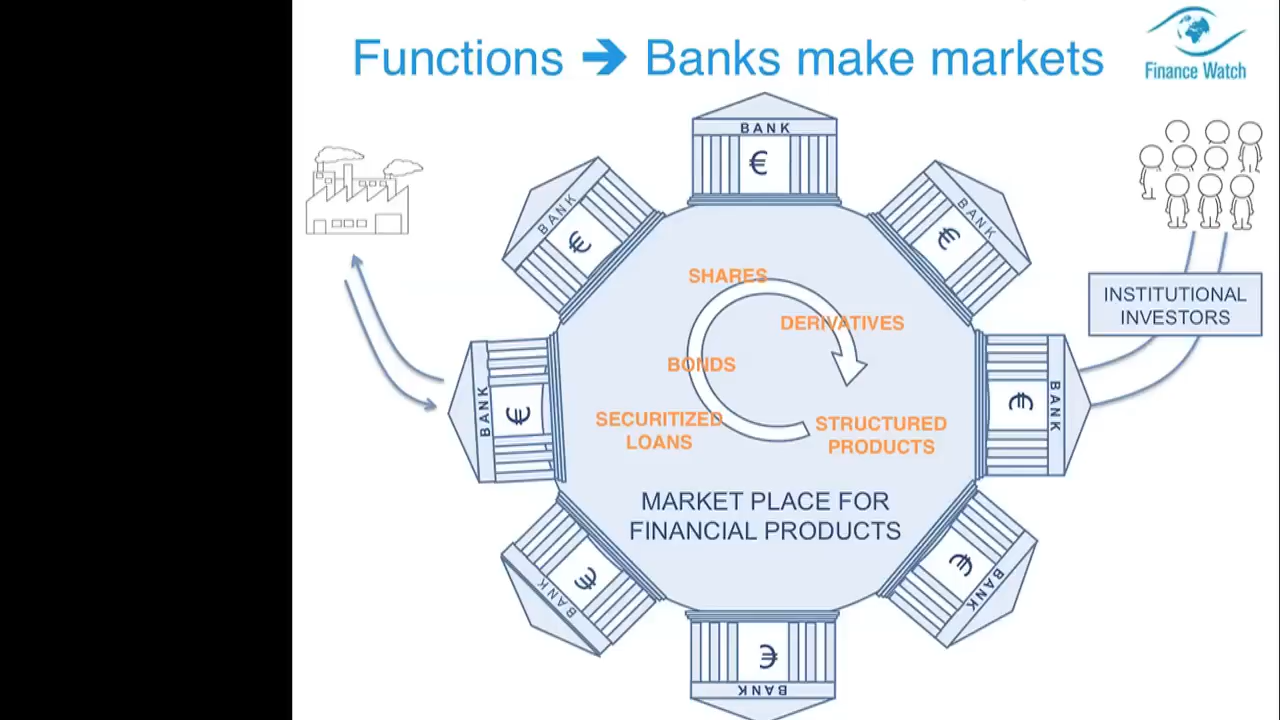 Functions ➔ Banks make markets
Finance Watch
BANK
€
BANK
€
BANK
€
SHARES
DERIVATIVES
INSTITUTIONAL
INVESTORS
BONDS
BANK
€
€
BANK
SECURITIZED
LOANS
STRUCTURED
PRODUCTS
MARKET PLACE FOR
FINANCIAL PRODUCTS
€
BANK
€
BANK
€
BANK